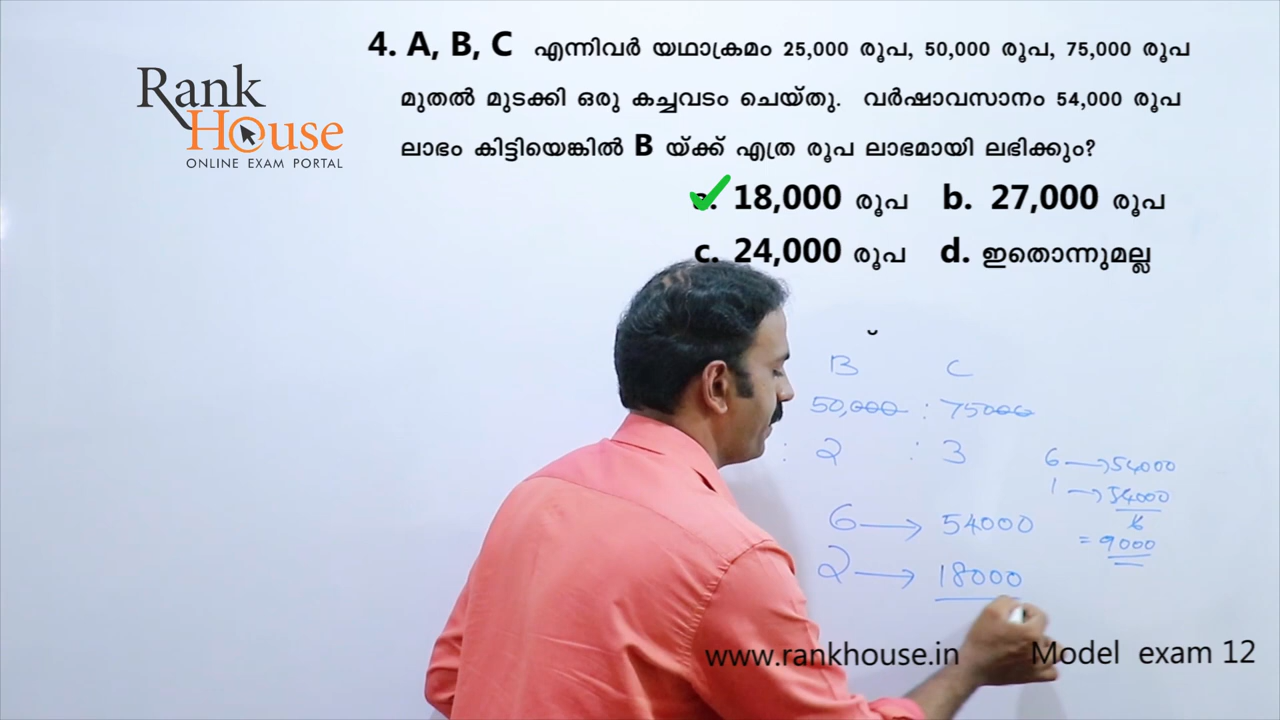 4. A, B, C എന്നിവർ യഥാക്രമം 25,000 രൂപ, 50,000 രൂപ, 75,000 രൂപ
മുതൽ മുടക്കി ഒരു കച്ചവടം ചെയ്തു. വർഷാവസാനം 54,000 രൂപ
ലാഭം കിട്ടിയെങ്കിൽ B യ്ക്ക് എത്ര രൂപ ലാഭമായി ലഭിക്കും?
Rank
House
ONLINE EXAM PORTAL
a. 18,000 രൂപ b. 27,000 രൂപ
c. 24,000 രൂപ d. ഇതൊന്നുമല്ല
B C
50,000 : 75000
: 2 : 3
6 → 54000
1 → 54000
6
= 9000
6 → 54000
2 → 18000
www.rankhouse.in Model exam 12